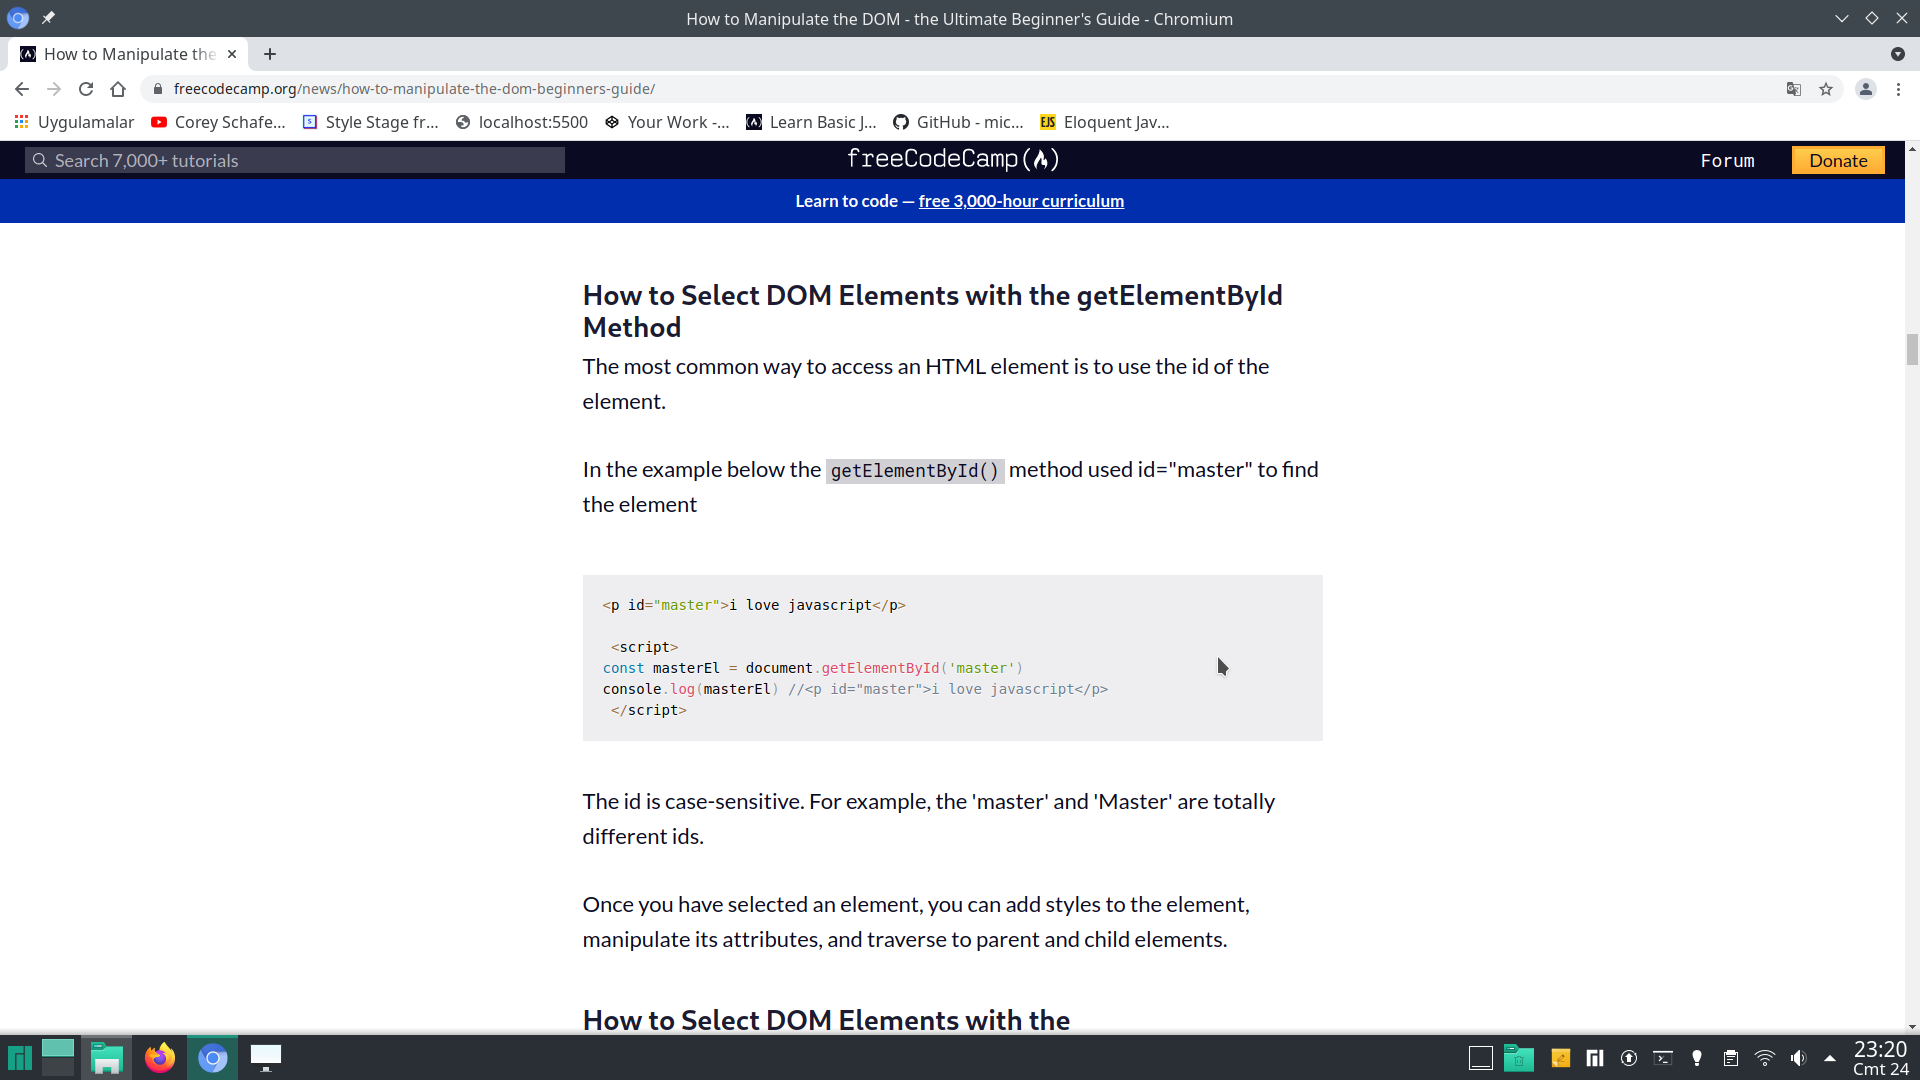 How to Manipulate the DOM - the Ultimate Beginner's Guide - Chromium
How to Manipulate the
freecodecamp.org/news/how-to-manipulate-the-dom-beginners-guide/
Uygulamalar Corey Schafe... Style Stage fr... localhost:5500 Your Work -... Learn Basic J... GitHub - mic... EJS Eloquent Jav...
Search 7,000+ tutorials freeCodeCamp Forum Donate
Learn to code — free 3,000-hour curriculum
How to Select DOM Elements with the getElementById
Method
The most common way to access an HTML element is to use the id of the
element.
In the example below the getElementById() method used id="master" to find
the element
<p id="master">i love javascript</p>
<script>
const masterEl = document.getElementById('master')
console.log(masterEl) //<p id="master">i love javascript</p>
</script>
The id is case-sensitive. For example, the 'master' and 'Master' are totally
different ids.
Once you have selected an element, you can add styles to the element,
manipulate its attributes, and traverse to parent and child elements.
How to Select DOM Elements with the
23:20
Cmt 24